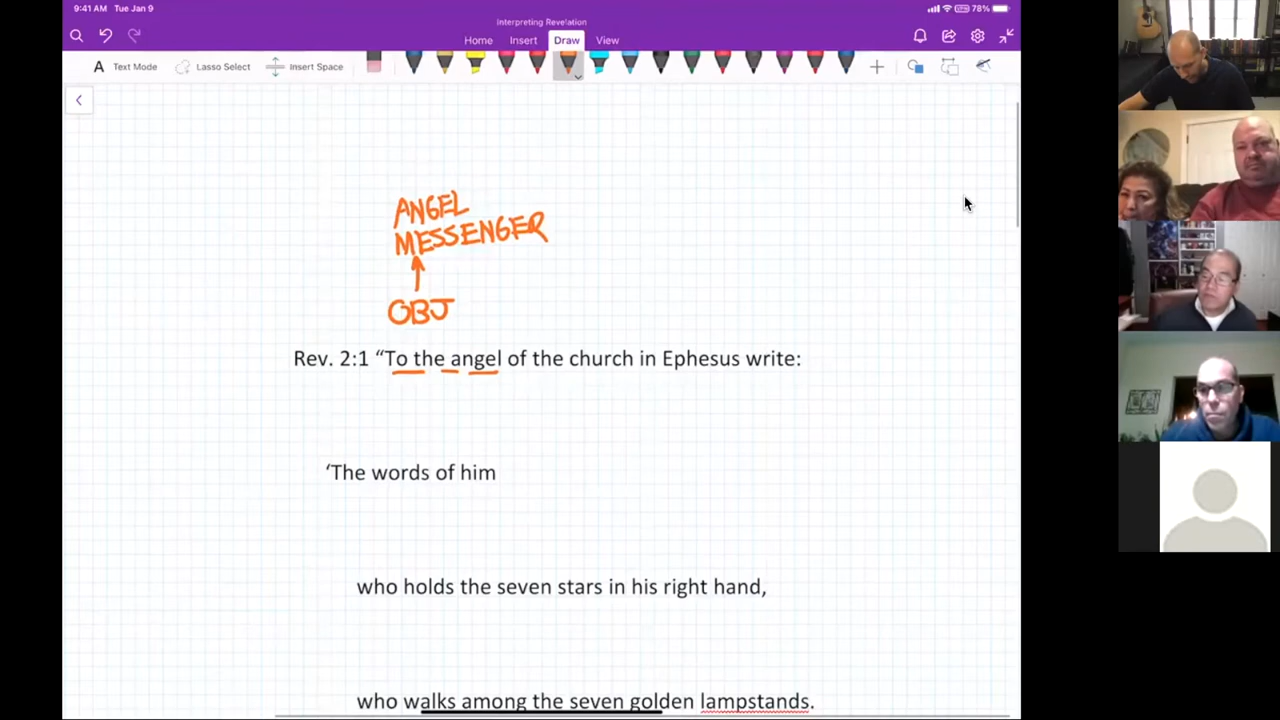 9:41 AM Tue Jan 9
78%
Interpreting Revelation
Home Insert Draw View
A Text Mode Lasso Select Insert Space
ANGEL
MESSENGER
OBJ
Rev. 2:1 “To the angel of the church in Ephesus write:
‘The words of him
who holds the seven stars in his right hand,
who walks among the seven golden lampstands.